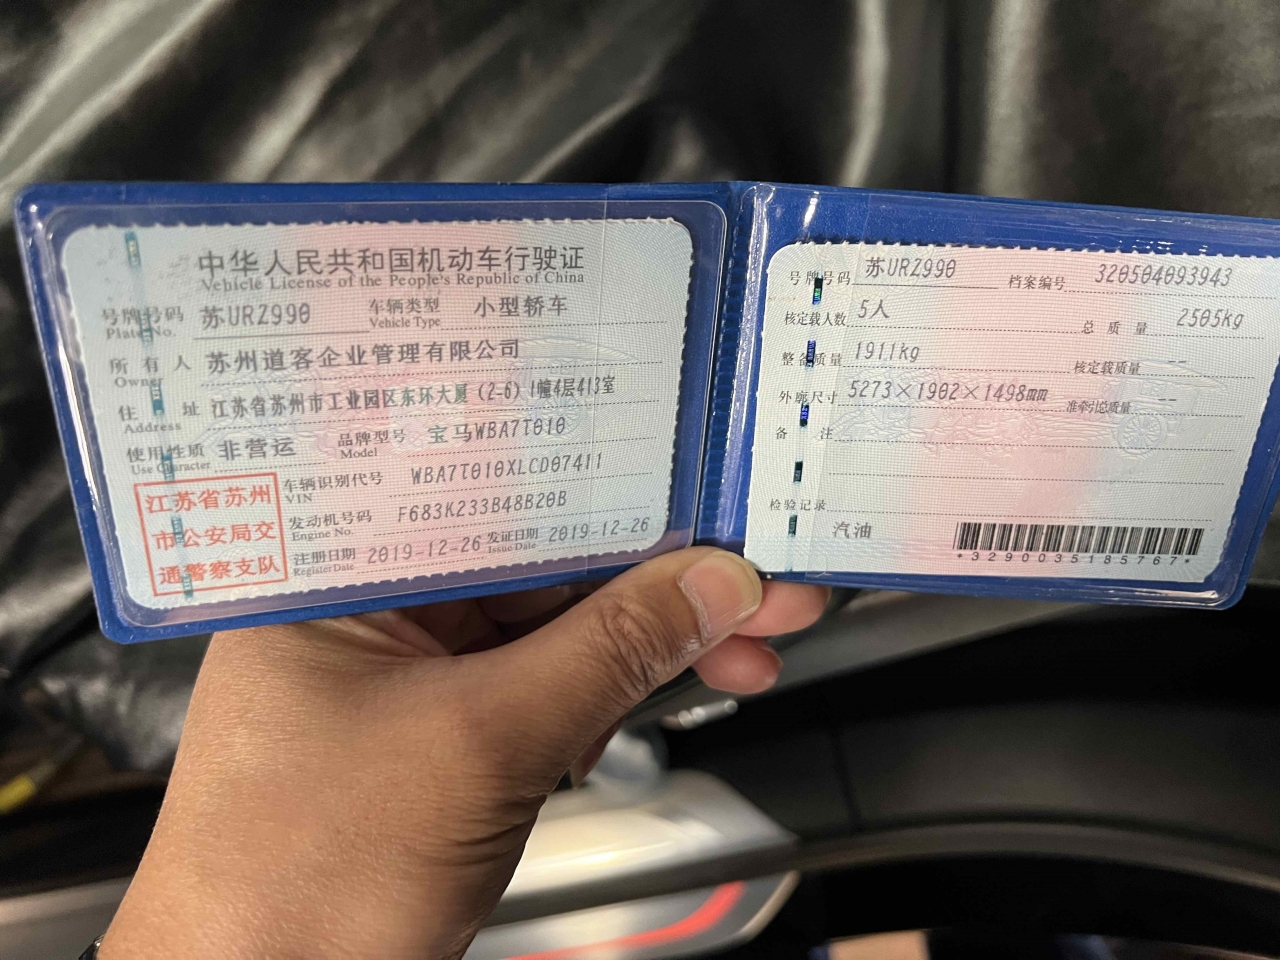 中华人民共和国机动车行驶证
Vehicle License of the People's Republic of China
号牌号码 苏URZ990 车辆类型 小型轿车
Plate No. Vehicle Type
所有人 苏州道客企业管理有限公司
Owner
住址 江苏省苏州市工业园区东环大厦(2-6)1幢4层413室
Address
使用性质 非营运 品牌型号 宝马WBA7T010
Use Character Model
江苏省苏州
市公安局交
通警察支队
车辆识别代号 WBA7T010XLCD07411
VIN
发动机号码 F683K233B48B20B
Engine No.
注册日期 2019-12-26 发证日期 2019-12-26
Register Date Issue Date
号牌号码 苏URZ990 档案编号 320504093943
核定载人数 5人 总质量 2505kg
整备质量 1911kg 核定载质量 --
外廓尺寸 5273×1902×1498mm 准牵引总质量 --
备注
检验记录
汽油
*3290035185767*